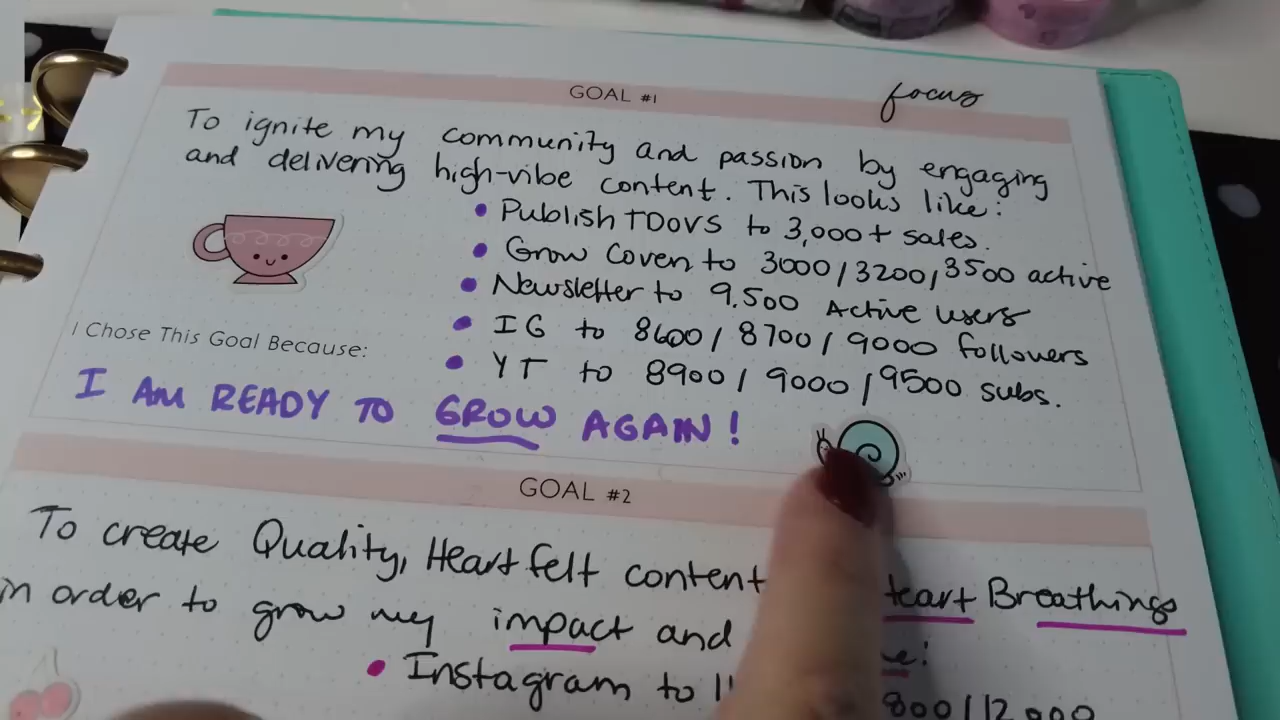 GOAL #1
focus
To ignite my community and passion by engaging
and delivering high-vibe content. This looks like:
• Publish TDOVS to 3,000+ sales.
• Grow Coven to 3000/3200/3500 active
• Newsletter to 9.500 Active users
• IG to 8600/8700/9000 followers
• YT to 8900/9000/9500 subs.
I Chose This Goal Because:
I AM READY TO GROW AGAIN!
GOAL #2
To create Quality, Heartfelt content Heart Breathings
in order to grow my impact and
• Instagram to